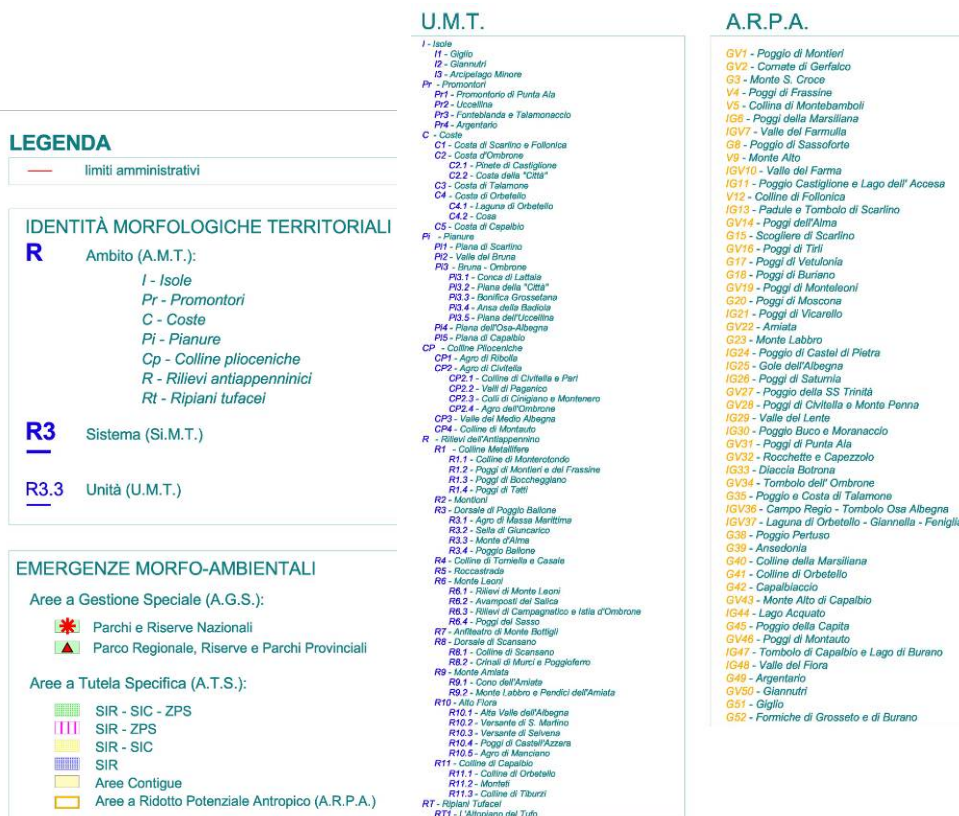 LEGENDA
limiti amministrativi
IDENTITÀ MORFOLOGICHE TERRITORIALI
R Ambito (A.M.T.):
I - Isole
Pr - Promontori
C - Coste
Pi - Pianure
Cp - Colline plioceniche
R - Rilievi antiappenninici
Rt - Ripiani tufacei
R3 Sistema (Si.M.T.)
R3.3 Unità (U.M.T.)
EMERGENZE MORFO-AMBIENTALI
Aree a Gestione Speciale (A.G.S.):
Parchi e Riserve Nazionali
Parco Regionale, Riserve e Parchi Provinciali
Aree a Tutela Specifica (A.T.S.):
SIR - SIC - ZPS
SIR - ZPS
SIR - SIC
SIR
Aree Contigue
Aree a Ridotto Potenziale Antropico (A.R.P.A.)
U.M.T.
I - Isole
I1 - Giglio
I2 - Giannutri
I3 - Arcipelago Minore
Pr - Promontori
Pr1 - Promontorio di Punta Ala
Pr2 - Uccellina
Pr3 - Fonteblanda e Talamonaccio
Pr4 - Argentario
C - Coste
C1 - Costa di Scarlino e Follonica
C2 - Costa d'Ombrone
C2.1 - Pinete di Castiglione
C2.2 - Costa della "Città"
C3 - Costa di Talamone
C4 - Costa di Orbetello
C4.1 - Laguna di Orbetello
C4.2 - Cosa
C5 - Costa di Capalbio
Pi - Pianure
Pi1 - Piana di Scarlino
Pi2 - Valle del Bruna
Pi3 - Bruna - Ombrone
Pi3.1 - Conca di Lattaia
Pi3.2 - Piana della "Città"
Pi3.3 - Bonifica Grossetana
Pi3.4 - Ansa della Badiola
Pi3.5 - Piana dell'Uccellina
Pi4 - Piana dell'Osa-Albegna
Pi5 - Piana di Capalbio
CP - Colline Plioceniche
CP1 - Agro di Ribolla
CP2 - Agro di Civitella
CP2.1 - Colline di Civitella e Pari
CP2.2 - Valli di Paganico
CP2.3 - Colli di Cinigiano e Montenero
CP2.4 - Agro dell'Ombrone
CP3 - Valle del Medio Albegna
CP4 - Colline di Montauto
R - Rilievi dell'Antiappennino
R1 - Colline Metallifere
R1.1 - Colline di Monterotondo
R1.2 - Poggi di Montieri e del Frassine
R1.3 - Poggi di Boccheggiano
R1.4 - Poggi di Tatti
R2 - Montioni
R3 - Dorsale di Poggio Ballone
R3.1 - Agro di Massa Marittima
R3.2 - Sella di Giuncarico
R3.3 - Monte d'Alma
R3.4 - Poggio Ballone
R4 - Colline di Torniella e Casale
R5 - Roccastrada
R6 - Monte Leoni
R6.1 - Rilievi di Monte Leoni
R6.2 - Avamposti del Salica
R6.3 - Rilievi di Campagnatico e Istia d'Ombrone
R6.4 - Poggi del Sasso
R7 - Anfiteatro di Monte Bottigli
R8 - Dorsale di Scansano
R8.1 - Colline di Scansano
R8.2 - Crinali di Murci e Poggioferro
R9 - Monte Amiata
R9.1 - Cono dell'Amiata
R9.2 - Monte Labbro e Pendici dell'Amiata
R10 - Alto Fiora
R10.1 - Alta Valle dell'Albegna
R10.2 - Versante di S. Martino
R10.3 - Versante di Selvena
R10.4 - Poggi di Castell'Azzara
R10.5 - Agro di Manciano
R11 - Colline di Capalbio
R11.1 - Colline di Orbetello
R11.2 - Monteti
R11.3 - Colline di Tiburzi
RT - Ripiani Tufacei
RT1 - L'Altopiano del Tufo
A.R.P.A.
GV1 - Poggio di Montieri
GV2 - Cornate di Gerfalco
G3 - Monte S. Croce
V4 - Poggi di Frassine
V5 - Collina di Montebamboli
IG6 - Poggi della Marsiliana
IGV7 - Valle del Farmulla
G8 - Poggio di Sassoforte
V9 - Monte Alto
IGV10 - Valle del Farma
IG11 - Poggio Castiglione e Lago dell' Accesa
V12 - Colline di Follonica
IG13 - Padule e Tombolo di Scarlino
GV14 - Poggi dell'Alma
G15 - Scogliere di Scarlino
GV16 - Poggi di Tirli
G17 - Poggi di Vetulonia
G18 - Poggi di Buriano
GV19 - Poggi di Monteleoni
G20 - Poggi di Moscona
IG21 - Poggi di Vicarello
GV22 - Amiata
G23 - Monte Labbro
IG24 - Poggio di Castel di Pietra
IG25 - Gole dell'Albegna
IG26 - Poggi di Saturnia
GV27 - Poggio della SS Trinità
GV28 - Poggi di Civitella e Monte Penna
IG29 - Valle del Lente
IG30 - Poggio Buco e Moranaccio
GV31 - Poggi di Punta Ala
GV32 - Rocchette e Capezzolo
IG33 - Diaccia Botrona
GV34 - Tombolo dell' Ombrone
G35 - Poggio e Costa di Talamone
IGV36 - Campo Regio - Tombolo Osa Albegna
IGV37 - Laguna di Orbetello - Giannella - Feniglia
G38 - Poggio Pertuso
G39 - Ansedonia
G40 - Colline della Marsiliana
G41 - Colline di Orbetello
G42 - Capalbiaccio
GV43 - Monte Alto di Capalbio
IG44 - Lago Acquato
G45 - Poggio della Capita
GV46 - Poggi di Montauto
IG47 - Tombolo di Capalbio e Lago di Burano
IG48 - Valle del Fiora
G49 - Argentario
GV50 - Giannutri
G51 - Giglio
G52 - Formiche di Grosseto e di Burano